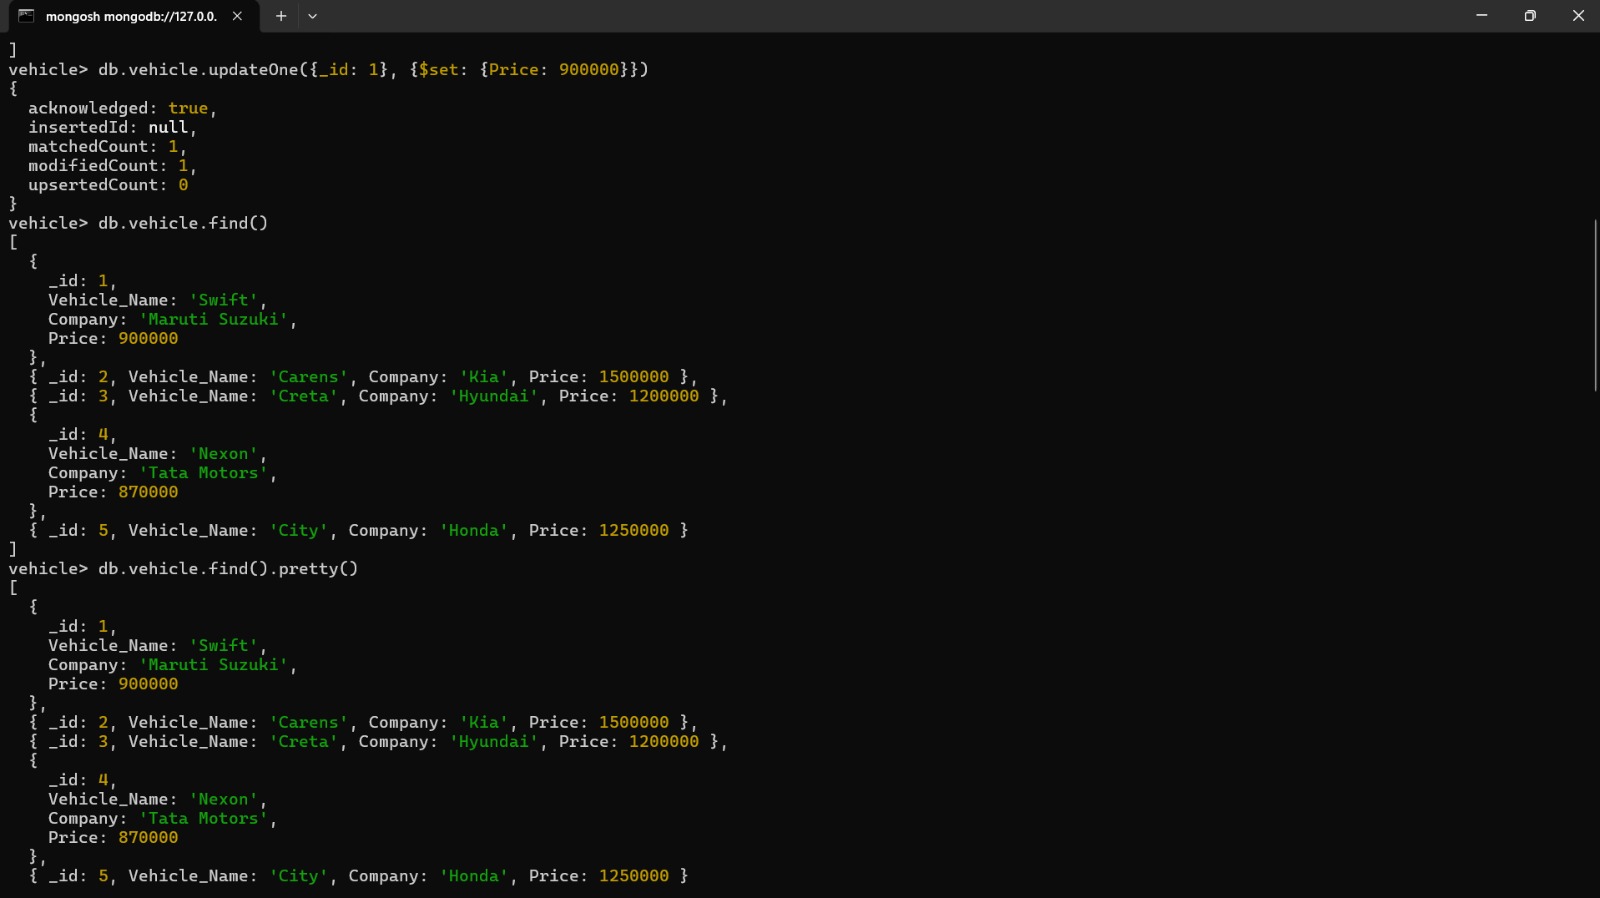 mongosh mongodb://127.0.0.
]
vehicle> db.vehicle.updateOne({_id: 1}, {$set: {Price: 900000}})
{
  acknowledged: true,
  insertedId: null,
  matchedCount: 1,
  modifiedCount: 1,
  upsertedCount: 0
}
vehicle> db.vehicle.find()
[
  {
    _id: 1,
    Vehicle_Name: 'Swift',
    Company: 'Maruti Suzuki',
    Price: 900000
  },
  { _id: 2, Vehicle_Name: 'Carens', Company: 'Kia', Price: 1500000 },
  { _id: 3, Vehicle_Name: 'Creta', Company: 'Hyundai', Price: 1200000 },
  {
    _id: 4,
    Vehicle_Name: 'Nexon',
    Company: 'Tata Motors',
    Price: 870000
  },
  { _id: 5, Vehicle_Name: 'City', Company: 'Honda', Price: 1250000 }
]
vehicle> db.vehicle.find().pretty()
[
  {
    _id: 1,
    Vehicle_Name: 'Swift',
    Company: 'Maruti Suzuki',
    Price: 900000
  },
  { _id: 2, Vehicle_Name: 'Carens', Company: 'Kia', Price: 1500000 },
  { _id: 3, Vehicle_Name: 'Creta', Company: 'Hyundai', Price: 1200000 },
  {
    _id: 4,
    Vehicle_Name: 'Nexon',
    Company: 'Tata Motors',
    Price: 870000
  },
  { _id: 5, Vehicle_Name: 'City', Company: 'Honda', Price: 1250000 }